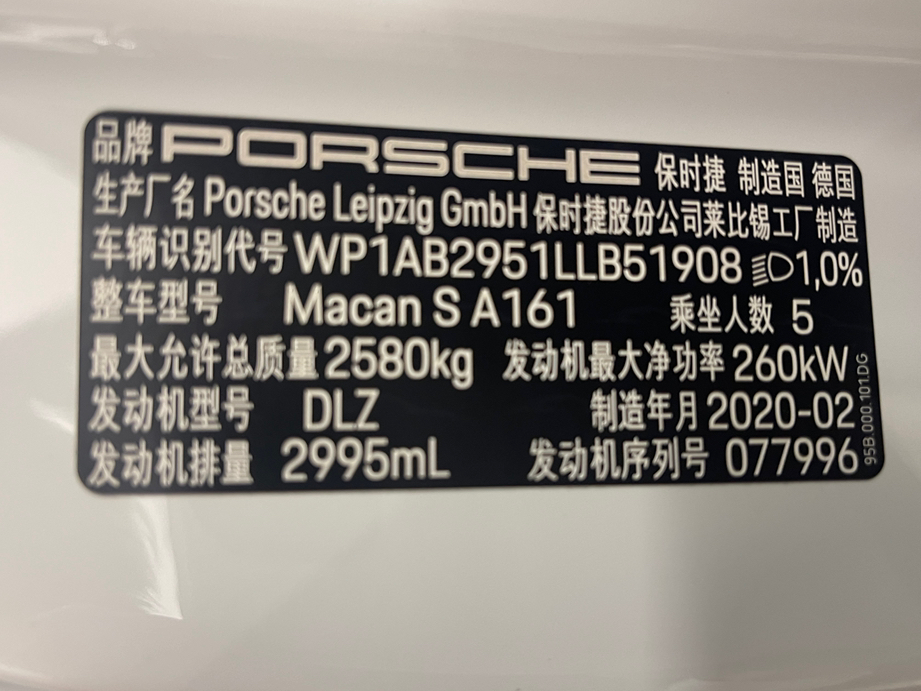 品牌 PORSCHE 保时捷 制造国 德国
生产厂名 Porsche Leipzig GmbH 保时捷股份公司莱比锡工厂制造
车辆识别代号 WP1AB2951LLB51908 1,0%
整车型号 Macan S A161 乘坐人数 5
最大允许总质量 2580kg 发动机最大净功率 260kW
发动机型号 DLZ 制造年月 2020-02
发动机排量 2995mL 发动机序列号 077996
95B.000.101.DG